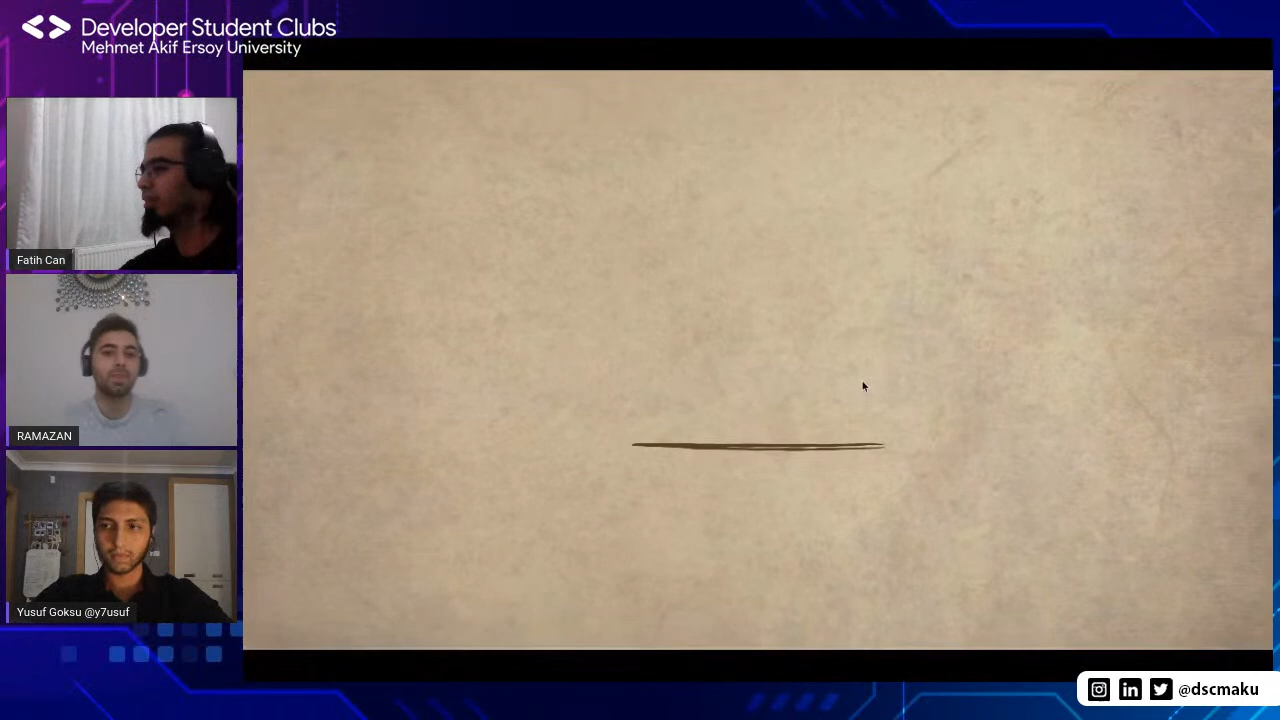 Developer Student Clubs
Mehmet Akif Ersoy University
Fatih Can
RAMAZAN
Yusuf Goksu @y7usuf
@dscmaku